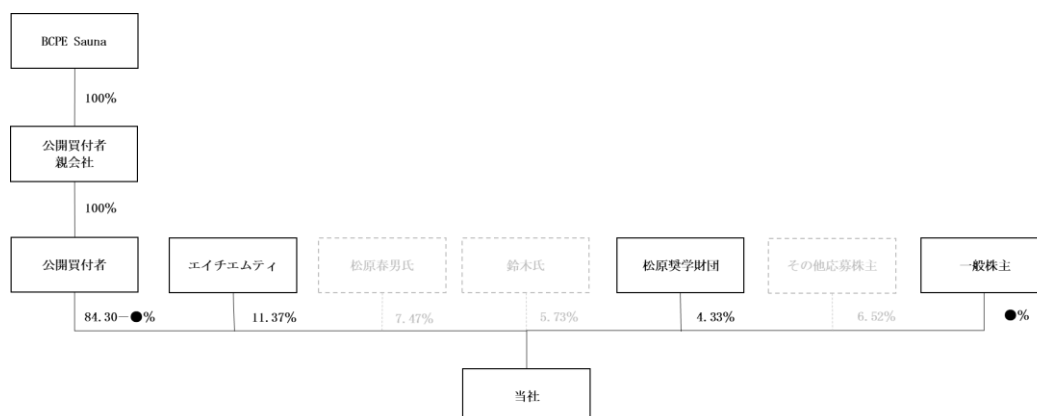 BCPE Sauna
100%
公開買付者
親会社
100%
公開買付者
エイチエムティ
松原春男氏
鈴木氏
松原奨学財団
その他応募株主
一般株主
84.30－●%
11.37%
7.47%
5.73%
4.33%
6.52%
●%
当社